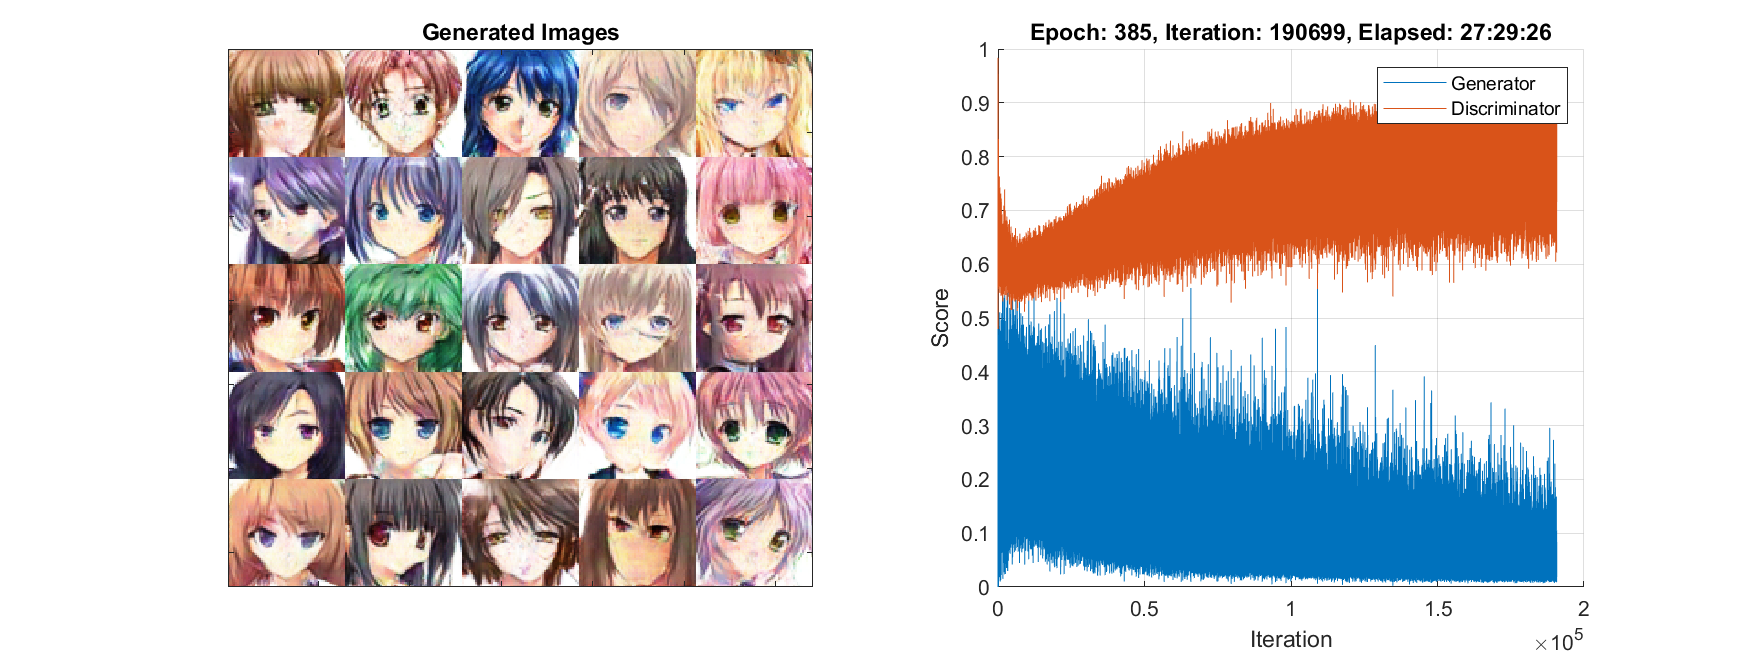 Generated Images
Epoch: 385, Iteration: 190699, Elapsed: 27:29:26
Generator
Discriminator
1
0.9
0.8
0.7
0.6
0.5
0.4
0.3
0.2
0.1
0
Score
0 0.5 1 1.5 2
Iteration
×10^5